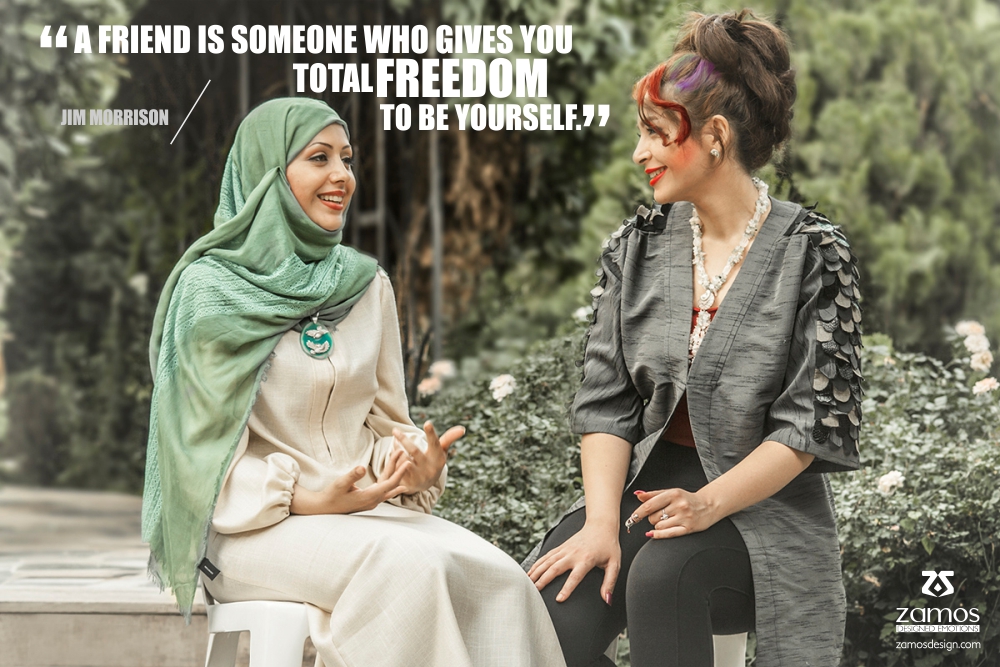 “A FRIEND IS SOMEONE WHO GIVES YOU
TOTAL FREEDOM
TO BE YOURSELF.”
JIM MORRISON
zamos
DESIGNED EMOTIONS
zamosdesign.com